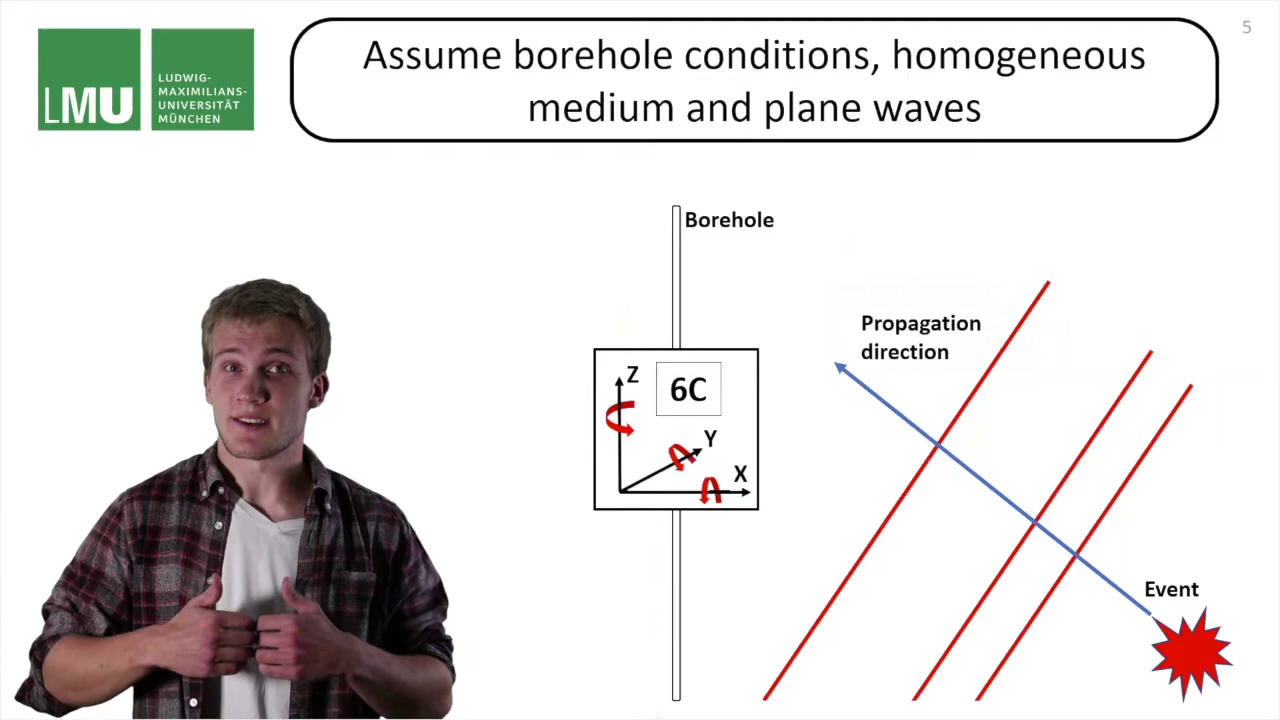 5
LMU
LUDWIG-
MAXIMILIANS-
UNIVERSITÄT
MÜNCHEN
Assume borehole conditions, homogeneous
medium and plane waves
Borehole
Propagation
direction
Z
6C
Y
X
Event